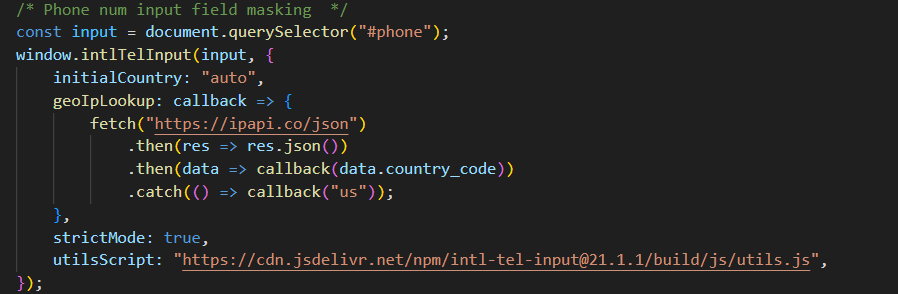 /* Phone num input field masking  */
const input = document.querySelector("#phone");
window.intlTelInput(input, {
    initialCountry: "auto",
    geoIpLookup: callback => {
        fetch("https://ipapi.co/json")
            .then(res => res.json())
            .then(data => callback(data.country_code))
            .catch(() => callback("us"));
    },
    strictMode: true,
    utilsScript: "https://cdn.jsdelivr.net/npm/intl-tel-input@21.1.1/build/js/utils.js",
});